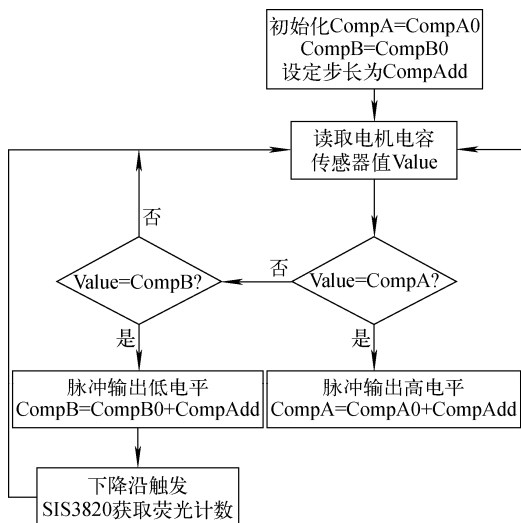 初始化CompA=CompA0
CompB=CompB0
设定步长为CompAdd
读取电机电容
传感器值Value
否
Value=CompB?
否
Value=CompA?
是
是
脉冲输出低电平
CompB=CompB0+CompAdd
脉冲输出高电平
CompA=CompA0+CompAdd
下降沿触发
SIS3820获取荧光计数